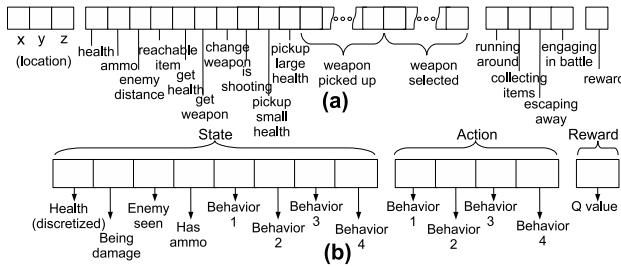 x y z
(location)
health
ammo
enemy
distance
reachable
item
get
health
get
weapon
change
weapon
is
shooting
pickup
small
health
pickup
large
health
weapon
picked up
weapon
selected
running
around
collecting
items
escaping
away
engaging
in battle
reward
(a)
State
Action
Reward
Health
(discretized)
Being
damage
Enemy
seen
Has
ammo
Behavior
1
Behavior
2
Behavior
3
Behavior
4
Behavior
1
Behavior
2
Behavior
3
Behavior
4
Q value
(b)